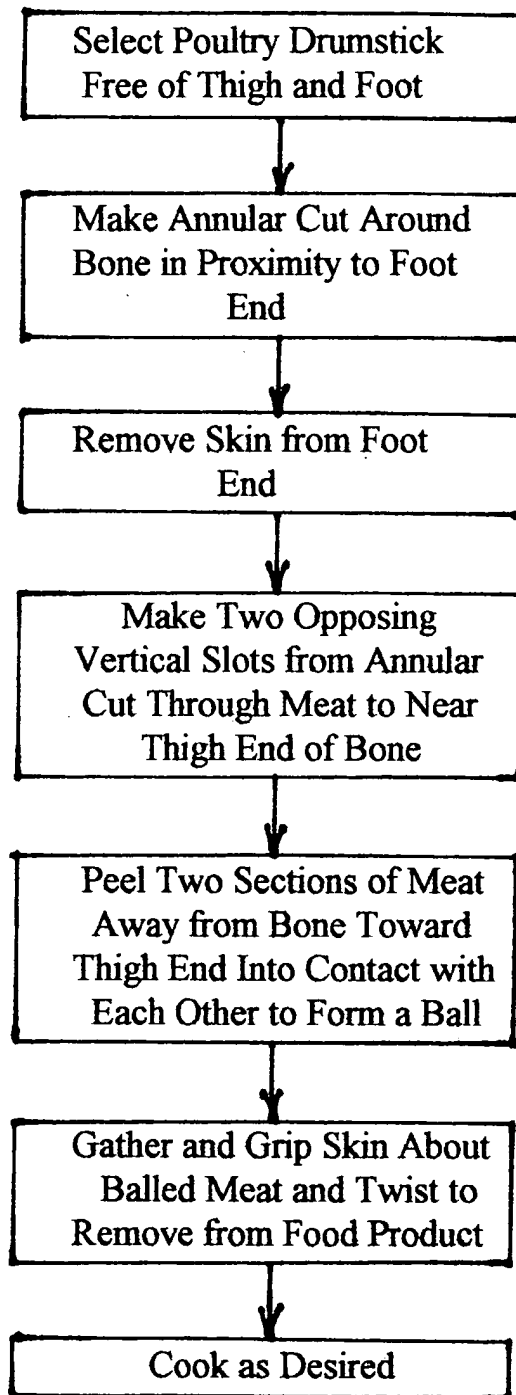 Select Poultry Drumstick
Free of Thigh and Foot
Make Annular Cut Around
Bone in Proximity to Foot
End
Remove Skin from Foot
End
Make Two Opposing
Vertical Slots from Annular
Cut Through Meat to Near
Thigh End of Bone
Peel Two Sections of Meat
Away from Bone Toward
Thigh End Into Contact with
Each Other to Form a Ball
Gather and Grip Skin About
Balled Meat and Twist to
Remove from Food Product
Cook as Desired